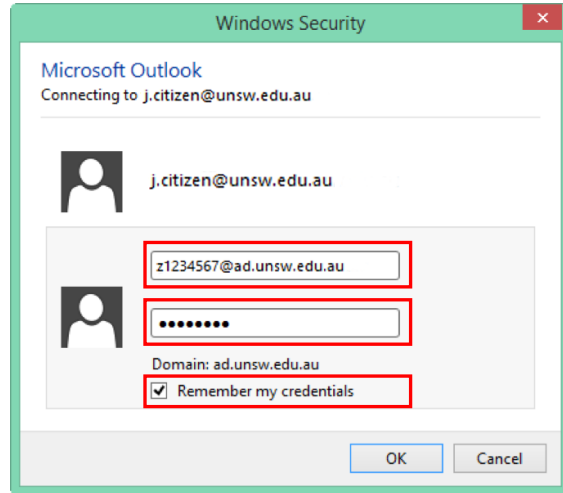 Windows Security
Microsoft Outlook
Connecting to j.citizen@unsw.edu.au
j.citizen@unsw.edu.au
z1234567@ad.unsw.edu.au
••••••••
Domain: ad.unsw.edu.au
Remember my credentials
OK Cancel